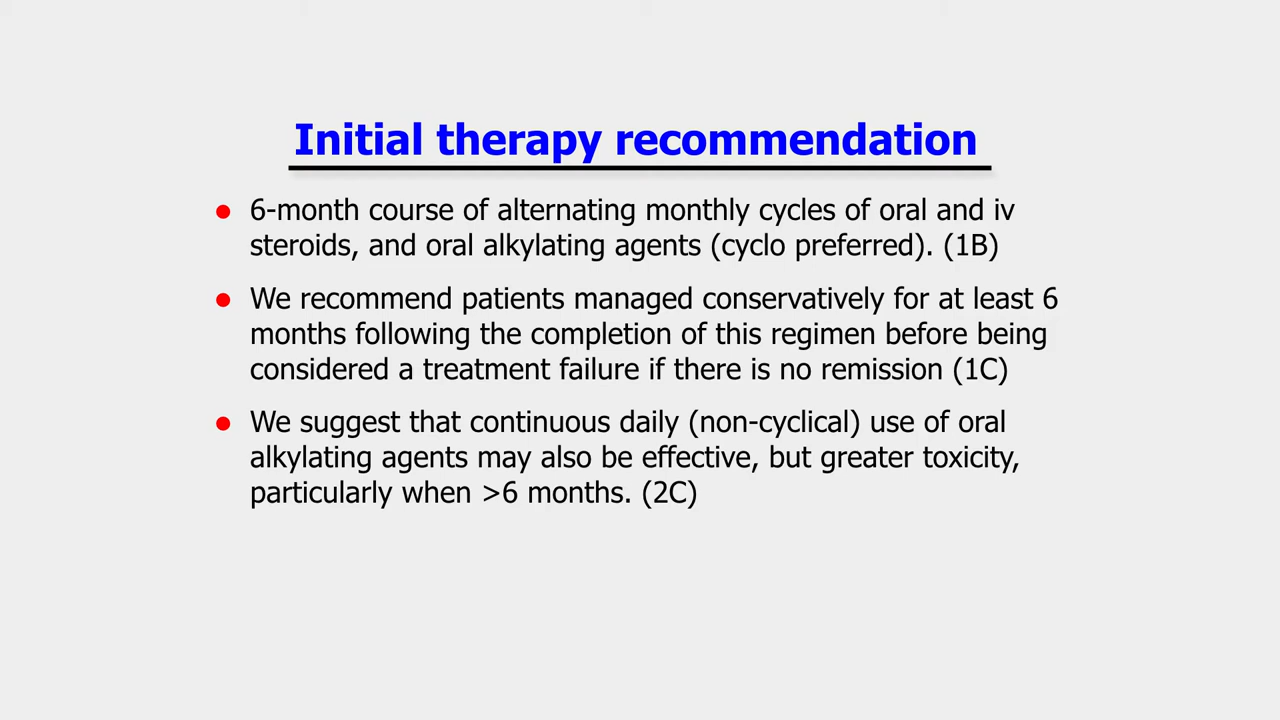 Initial therapy recommendation
● 6-month course of alternating monthly cycles of oral and iv
steroids, and oral alkylating agents (cyclo preferred). (1B)
● We recommend patients managed conservatively for at least 6
months following the completion of this regimen before being
considered a treatment failure if there is no remission (1C)
● We suggest that continuous daily (non-cyclical) use of oral
alkylating agents may also be effective, but greater toxicity,
particularly when >6 months. (2C)